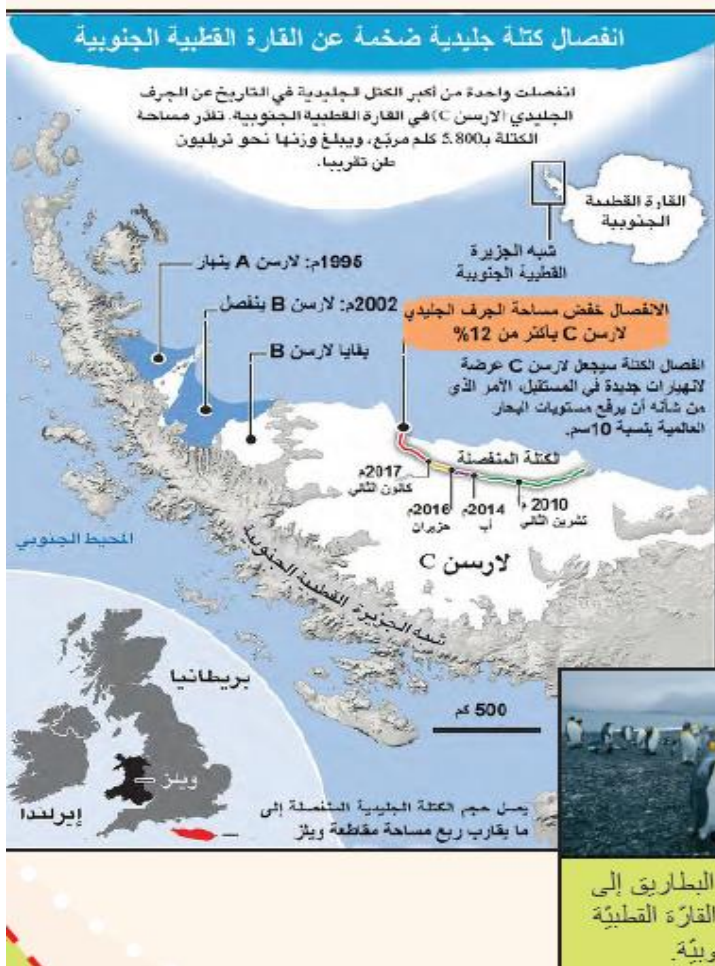 انفصال كتلة جليدية ضخمة عن القارة القطبية الجنوبية
انفصلت واحدة من أكبر الكتل الجليدية في التاريخ عن الجرف
الجليدي (لارسن C) في القارة القطبية الجنوبية. تقدّر مساحة
الكتلة بـ5.800 كلم مربّع، ويبلغ وزنها نحو تريليون
طن تقريبا.
القارة القطبية
الجنوبية
شبه الجزيرة
القطبية الجنوبية
1995م: لارسن A ينهار
2002م: لارسن B ينفصل
بقايا لارسن B
الانفصال خفض مساحة الجرف الجليدي
لارسن C بأكثر من 12%
انفصال الكتلة سيجعل لارسن C عرضة
لانهيارات جديدة في المستقبل، الأمر الذي
من شأنه أن يرفع مستويات البحار
العالمية بنسبة 10سم.
الكتلة المنفصلة
2017م
كانون الثاني
2016م
حزيران
2014م
آب
2010 م
تشرين الثاني
لارسن C
المحيط الجنوبي
شبه الجزيرة القطبية الجنوبية
500 كم
بريطانيا
ويلز
إيرلندا
يصل حجم الكتلة الجليدية المنفصلة إلى
ما يقارب ربع مساحة مقاطعة ويلز
البطاريق إلى
القارّة القطبيّة
وبيّة.